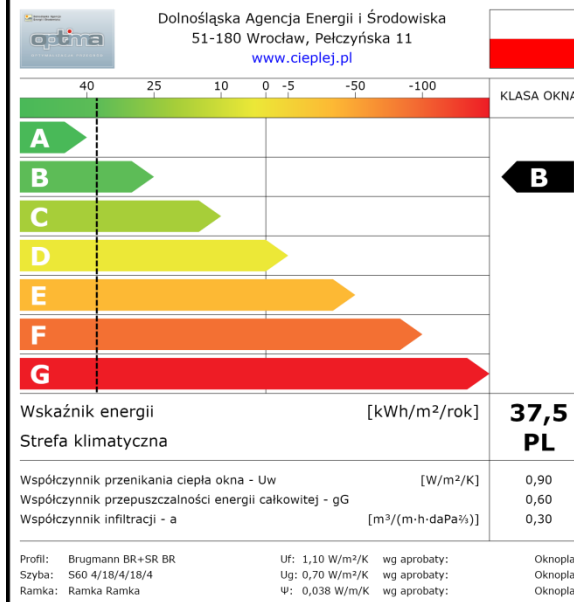 optima
Dolnośląska Agencja Energii i Środowiska
51-180 Wrocław, Pełczyńska 11
www.cieplej.pl
40 25 10 0 -5 -50 -100
KLASA OKNA
A
B
B
C
D
E
F
G
Wskaźnik energii [kWh/m²/rok] 37,5
Strefa klimatyczna PL
Współczynnik przenikania ciepła okna - Uw [W/m²/K] 0,90
Współczynnik przepuszczalności energii całkowitej - gG 0,60
Współczynnik infiltracji - a [m³/(m·h·daPa⅔)] 0,30
Profil: Brugmann BR+SR BR Uf: 1,10 W/m²/K wg aprobaty: Oknopla
Szyba: S60 4/18/4/18/4 Ug: 0,70 W/m²/K wg aprobaty: Oknopla
Ramka: Ramka Ramka Ψ: 0,038 W/m/K wg aprobaty: Oknopla